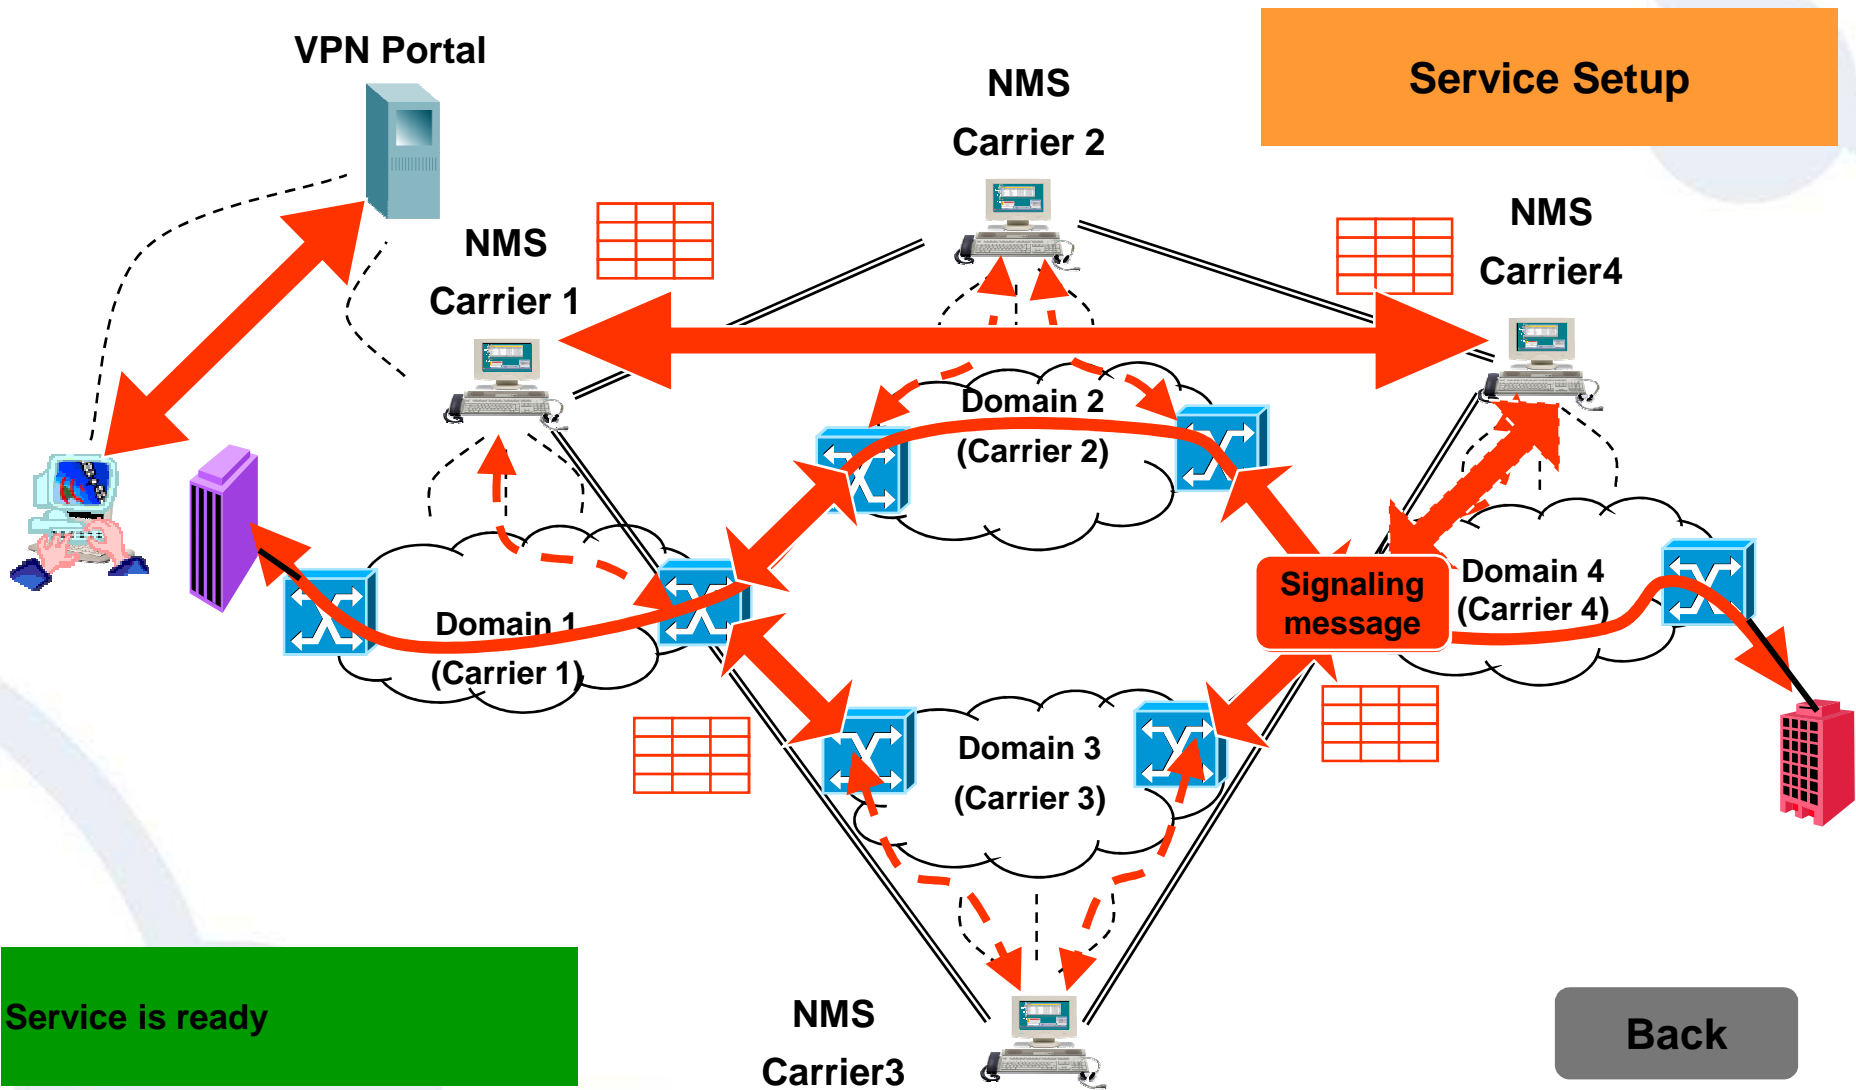 VPN Portal
NMS
Carrier 2
Service Setup
NMS
Carrier 1
NMS
Carrier4
Domain 2
(Carrier 2)
Domain 1
(Carrier 1)
Signaling
message
Domain 4
(Carrier 4)
Domain 3
(Carrier 3)
Service is ready
NMS
Carrier3
Back